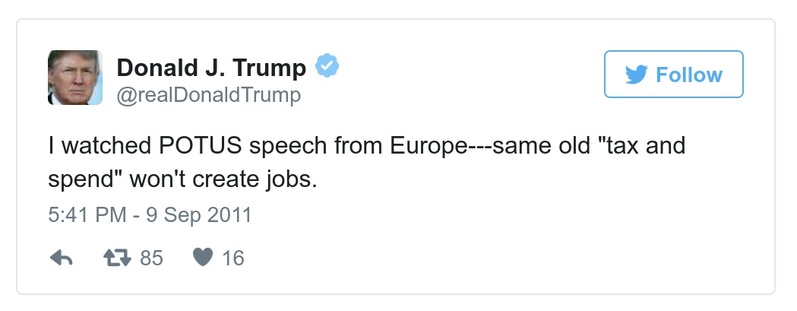 Donald J. Trump
Follow
@realDonaldTrump
I watched POTUS speech from Europe---same old "tax and
spend" won't create jobs.
5:41 PM - 9 Sep 2011
85 16